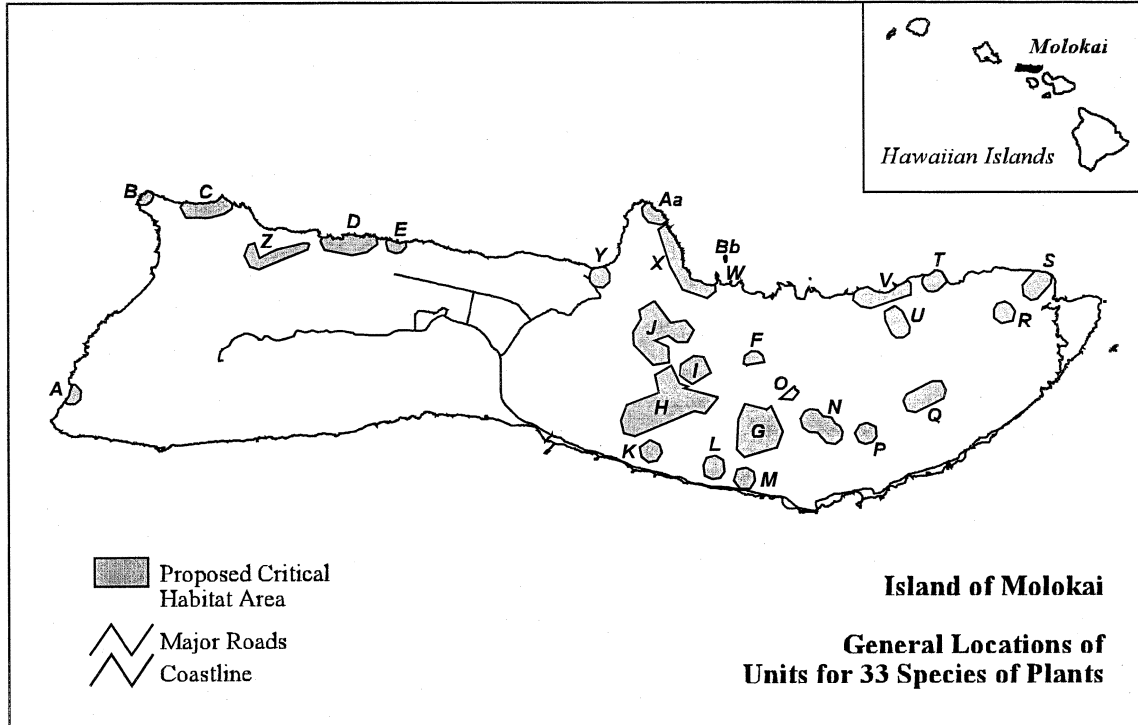 Molokai
Hawaiian Islands
B
C
Aa
D
E
Z
Bb
Y
X
W
V
T
S
U
R
J
F
I
A
O
H
N
Q
G
P
K
L
M
Proposed Critical
Habitat Area
Major Roads
Coastline
Island of Molokai
General Locations of
Units for 33 Species of Plants